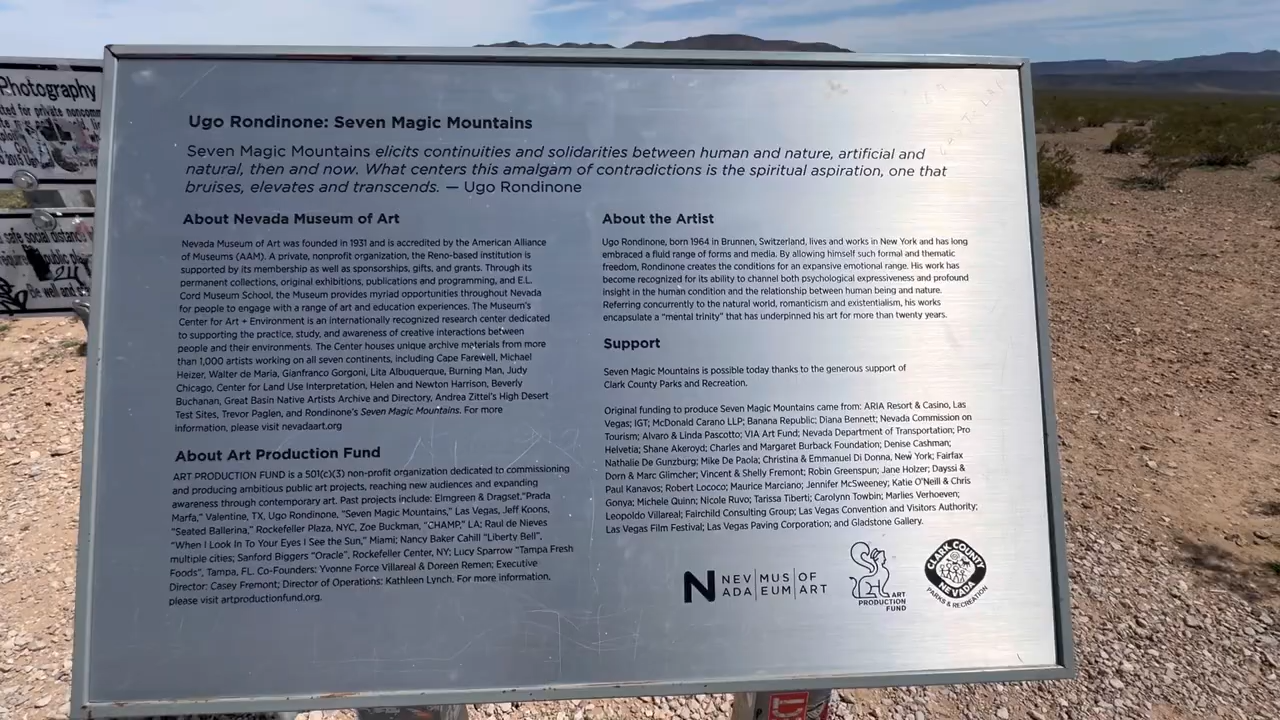 Photography
Ugo Rondinone: Seven Magic Mountains
Seven Magic Mountains elicits continuities and solidarities between human and nature, artificial and
natural, then and now. What centers this amalgam of contradictions is the spiritual aspiration, one that
bruises, elevates and transcends. — Ugo Rondinone
About Nevada Museum of Art
Nevada Museum of Art was founded in 1931 and is accredited by the American Alliance
of Museums (AAM). A private, nonprofit organization, the Reno-based institution is
supported by its membership as well as sponsorships, gifts, and grants. Through its
permanent collections, original exhibitions, publications and programming, and E.L.
Cord Museum School, the Museum provides myriad opportunities throughout Nevada
for people to engage with a range of art and education experiences. The Museum's
Center for Art + Environment is an internationally recognized research center dedicated
to supporting the practice, study, and awareness of creative interactions between
people and their environments. The Center houses unique archive materials from more
than 1,000 artists working on all seven continents, including Cape Farewell, Michael
Heizer, Walter de Maria, Gianfranco Gorgoni, Lita Albuquerque, Burning Man, Judy
Chicago, Center for Land Use Interpretation, Helen and Newton Harrison, Beverly
Buchanan, Great Basin Native Artists Archive and Directory, Andrea Zittel's High Desert
Test Sites, Trevor Paglen, and Rondinone's Seven Magic Mountains. For more
information, please visit nevadaart.org
About Art Production Fund
ART PRODUCTION FUND is a 501(c)(3) non-profit organization dedicated to commissioning
and producing ambitious public art projects, reaching new audiences and expanding
awareness through contemporary art. Past projects include: Elmgreen & Dragset,"Prada
Marfa," Valentine, TX, Ugo Rondinone, "Seven Magic Mountains," Las Vegas, Jeff Koons,
"Seated Ballerina," Rockefeller Plaza, NYC, Zoe Buckman, "CHAMP," LA; Raul de Nieves
"When I Look In To Your Eyes I See the Sun," Miami; Nancy Baker Cahill "Liberty Bell",
multiple cities; Sanford Biggers "Oracle", Rockefeller Center, NY; Lucy Sparrow "Tampa Fresh
Foods", Tampa, FL. Co-Founders: Yvonne Force Villareal & Doreen Remen; Executive
Director: Casey Fremont; Director of Operations: Kathleen Lynch. For more information,
please visit artproductionfund.org.
About the Artist
Ugo Rondinone, born 1964 in Brunnen, Switzerland, lives and works in New York and has long
embraced a fluid range of forms and media. By allowing himself such formal and thematic
freedom, Rondinone creates the conditions for an expansive emotional range. His work has
become recognized for its ability to channel both psychological expressiveness and profound
insight in the human condition and the relationship between human being and nature.
Referring concurrently to the natural world, romanticism and existentialism, his works
encapsulate a "mental trinity" that has underpinned his art for more than twenty years.
Support
Seven Magic Mountains is possible today thanks to the generous support of
Clark County Parks and Recreation.
Original funding to produce Seven Magic Mountains came from: ARIA Resort & Casino, Las
Vegas; IGT; McDonald Carano LLP; Banana Republic; Diana Bennett; Nevada Commission on
Tourism; Alvaro & Linda Pascotto; VIA Art Fund; Nevada Department of Transportation; Pro
Helvetia; Shane Akeroyd; Charles and Margaret Burback Foundation; Denise Cashman;
Nathalie De Gunzburg; Mike De Paola; Christina & Emmanuel Di Donna, New York; Fairfax
Dorn & Marc Glimcher; Vincent & Shelly Fremont; Robin Greenspun; Jane Holzer; Dayssi &
Paul Kanavos; Robert Lococo; Maurice Marciano; Jennifer McSweeney; Katie O'Neill & Chris
Gonya; Michele Quinn; Nicole Ruvo; Tarissa Tiberti; Carolynn Towbin; Marlies Verhoeven;
Leopoldo Villareal; Fairchild Consulting Group; Las Vegas Convention and Visitors Authority;
Las Vegas Film Festival; Las Vegas Paving Corporation; and Gladstone Gallery.
N NEV MUS OF
ADA EUM ART
ART
PRODUCTION
FUND
CLARK COUNTY
NEVADA
PARKS & RECREATION